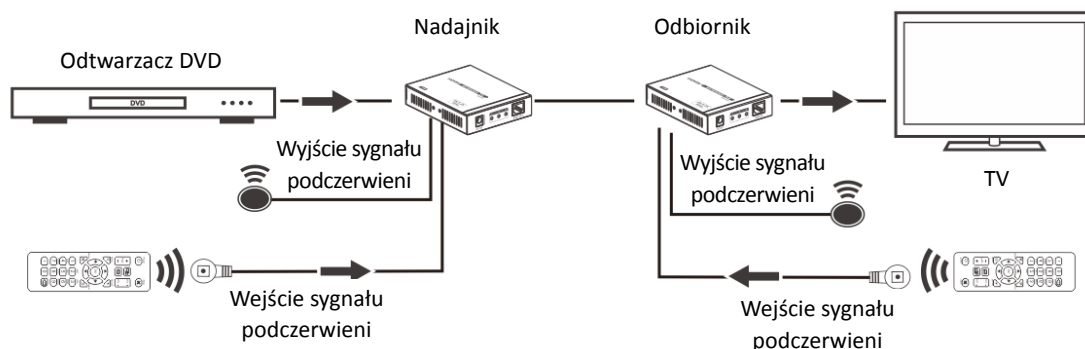 Nadajnik
Odbiornik
Odtwarzacz DVD
DVD
Wyjście sygnału
podczerwieni
Wyjście sygnału
podczerwieni
TV
Wejście sygnału
podczerwieni
Wejście sygnału
podczerwieni